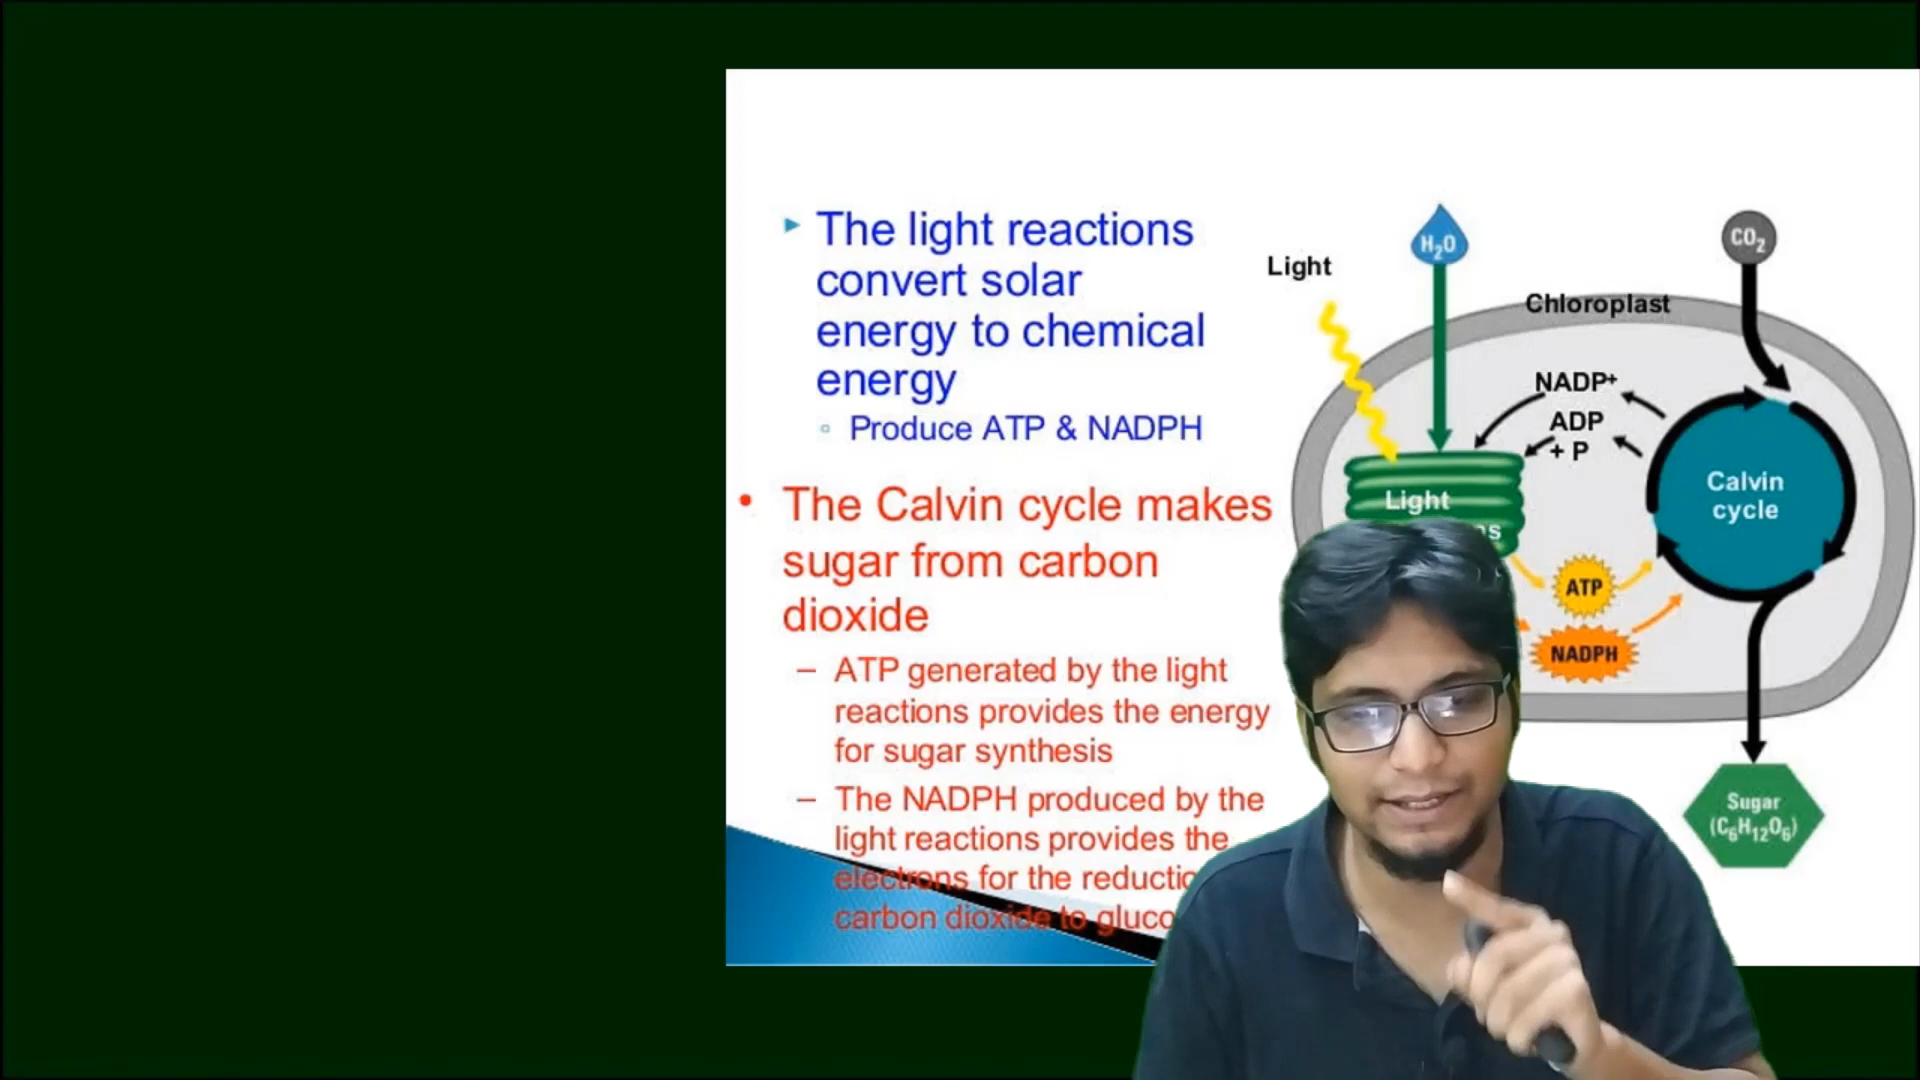 The light reactions
convert solar
energy to chemical
energy
Produce ATP & NADPH
The Calvin cycle makes
sugar from carbon
dioxide
– ATP generated by the light
reactions provides the energy
for sugar synthesis
– The NADPH produced by the
light reactions provides the
electrons for the
carbon dioxide to
Light
H₂O
CO₂
Chloroplast
NADP+
ADP
+ P
Light
Calvin
cycle
ATP
NADPH
Sugar
(C₆H₁₂O₆)